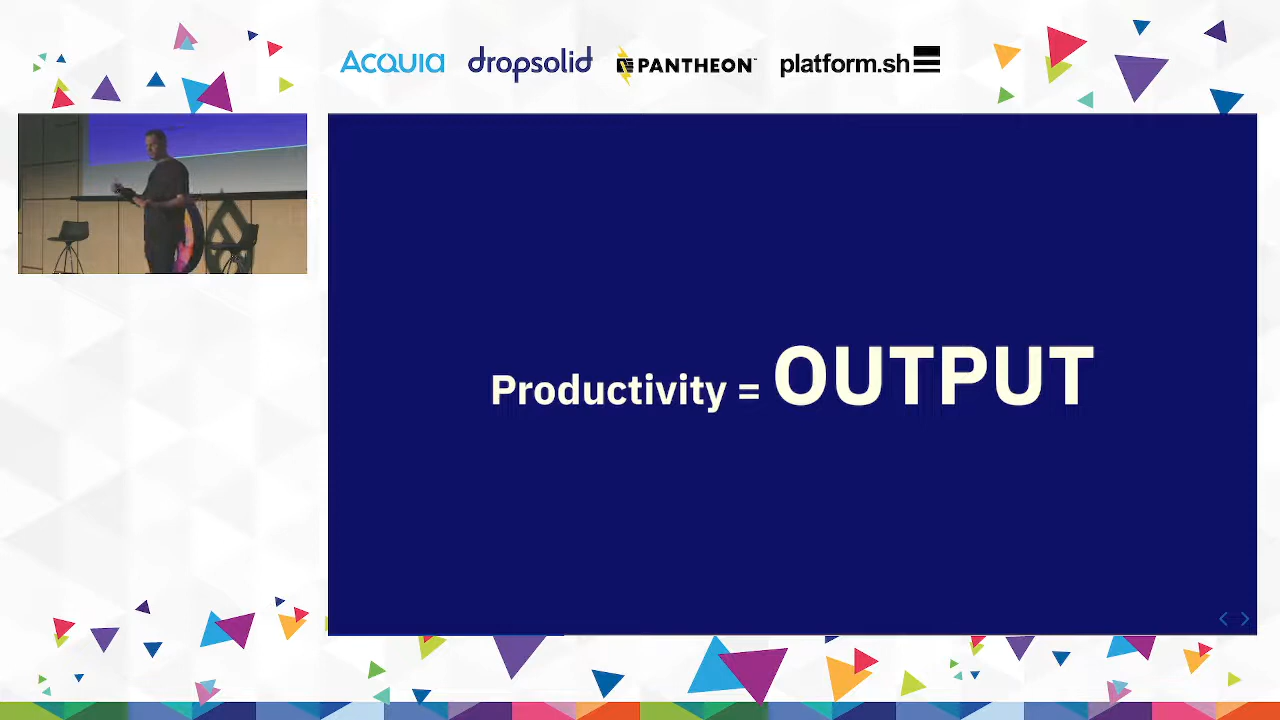 Acquia
dropsolid
PANTHEON
platform.sh
Productivity = OUTPUT